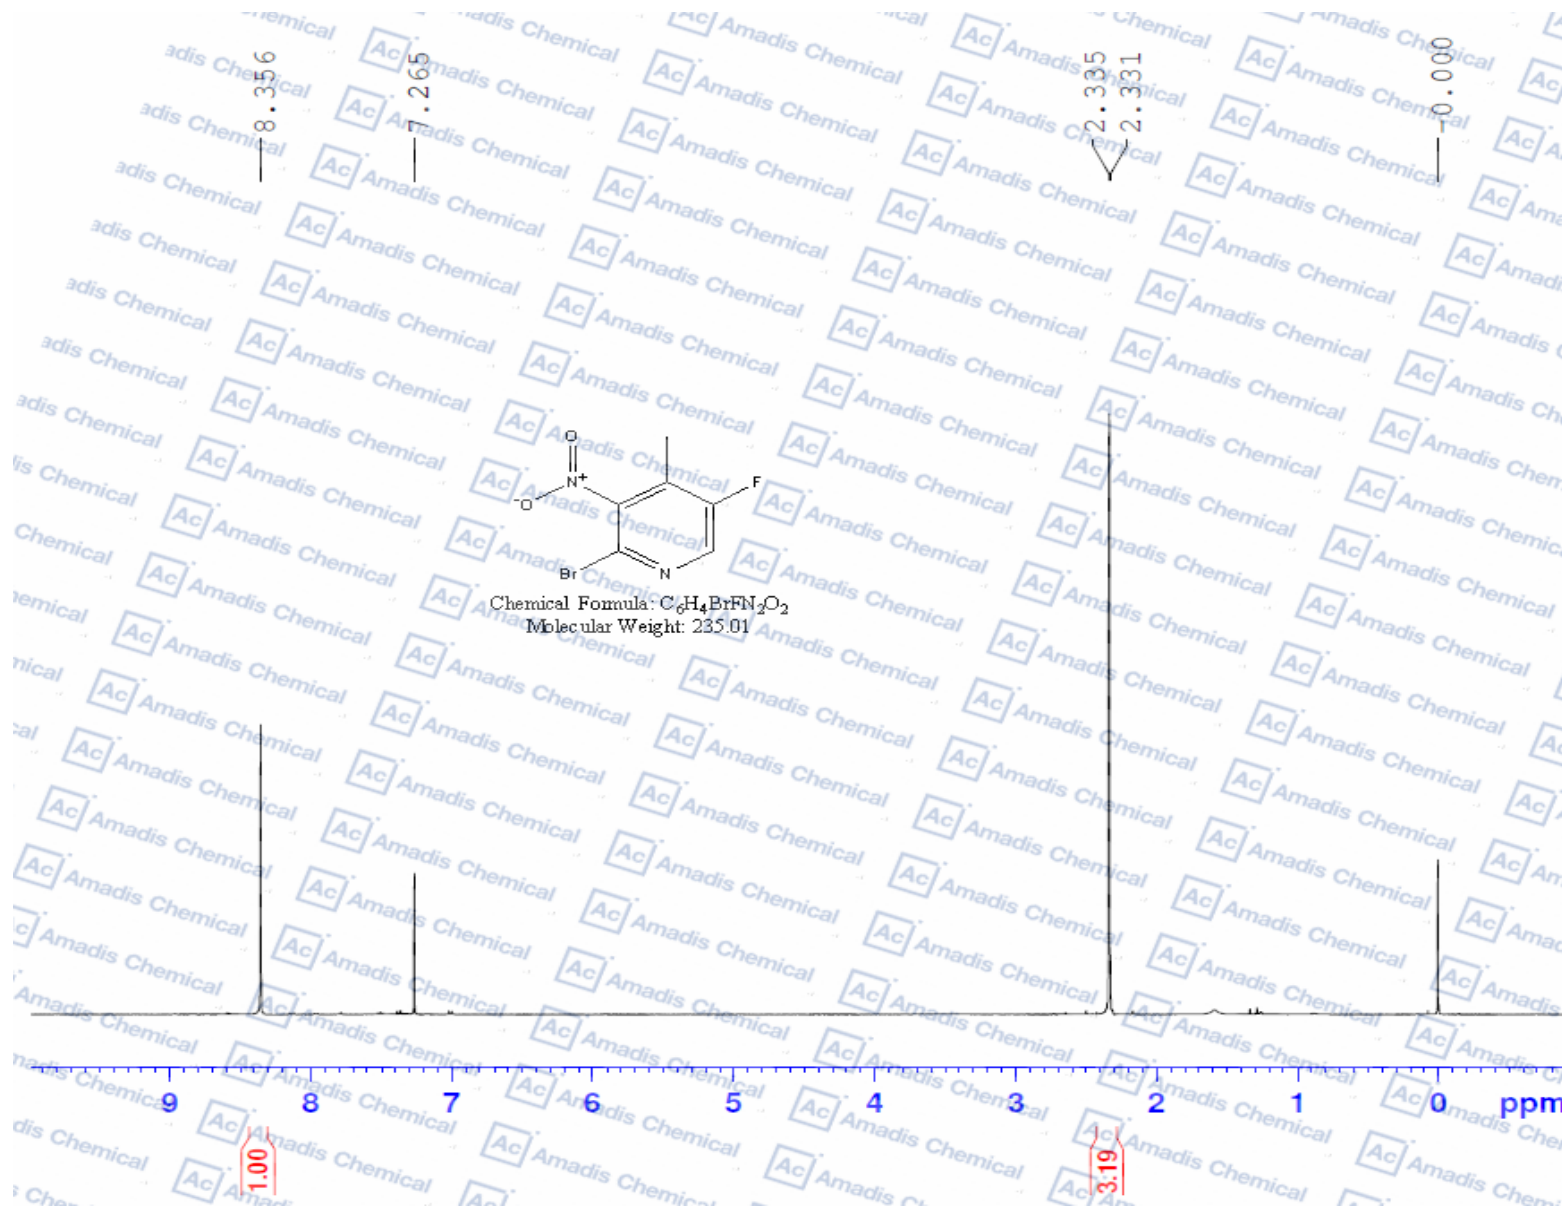 8.356
7.265
2.335
2.331
-0.000
Ac Amadis Chemical
O
N+
-O
F
Br
N
Chemical Formula: C6H4BrFN2O2
Molecular Weight: 235.01
9 8 7 6 5 4 3 2 1 0 ppm
1.00
3.19